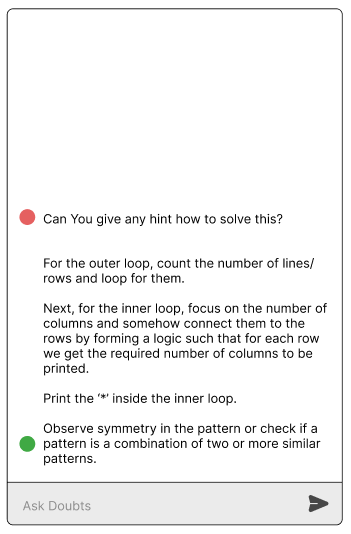 Can You give any hint how to solve this?
For the outer loop, count the number of lines/
rows and loop for them.
Next, for the inner loop, focus on the number of
columns and somehow connect them to the
rows by forming a logic such that for each row
we get the required number of columns to be
printed.
Print the ‘*’ inside the inner loop.
Observe symmetry in the pattern or check if a
pattern is a combination of two or more similar
patterns.
Ask Doubts